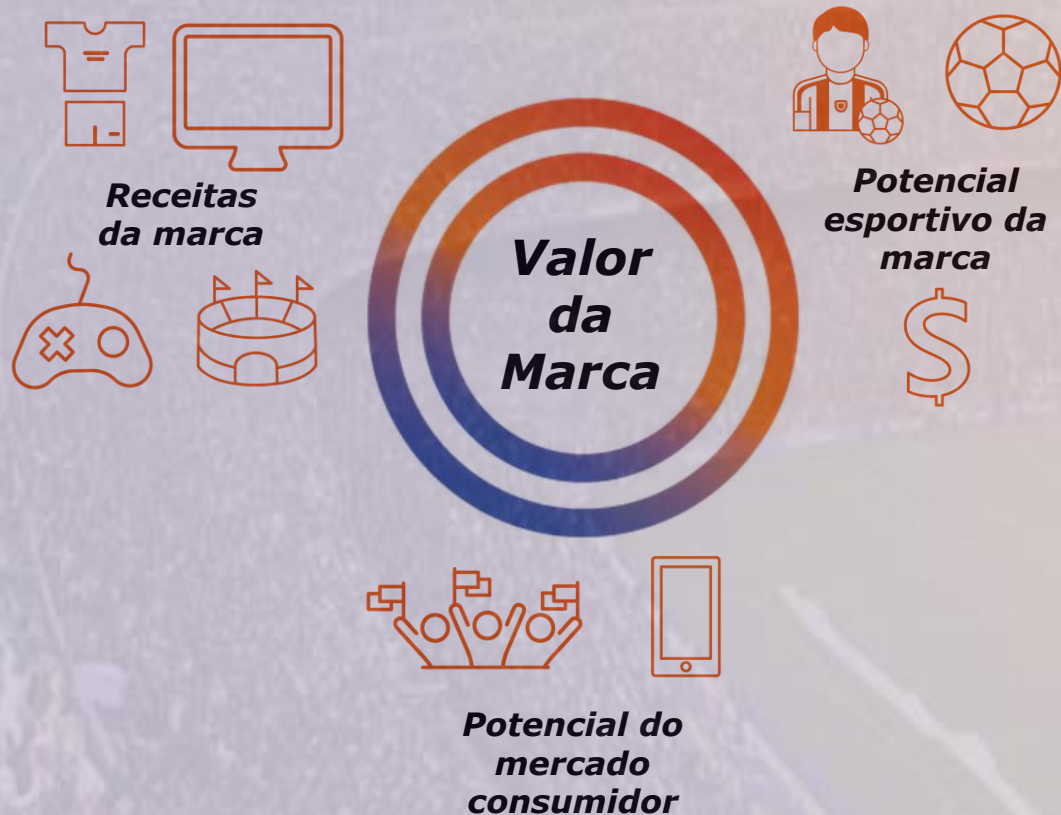 Receitas
da marca
Valor
da
Marca
Potencial
esportivo da
marca
Potencial do
mercado
consumidor